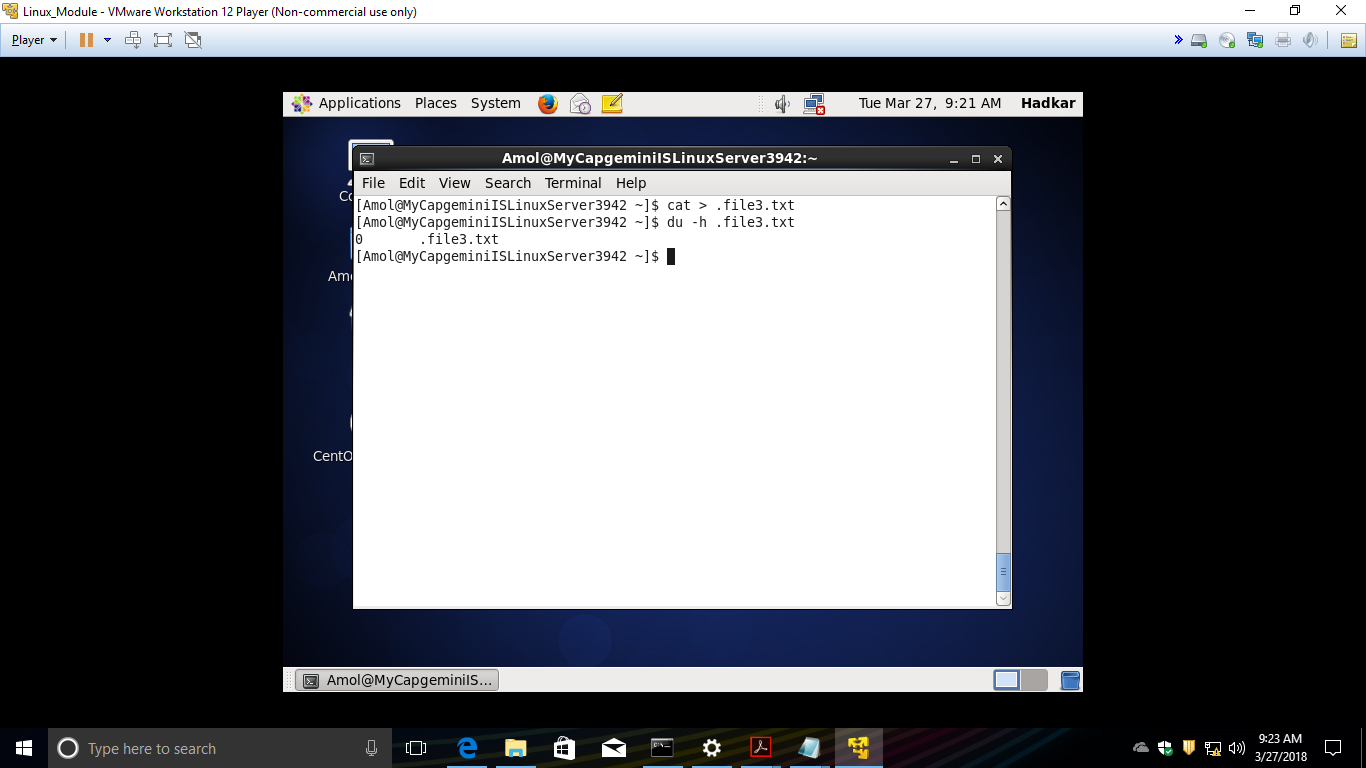 Linux_Module - VMware Workstation 12 Player (Non-commercial use only)
Player
Applications Places System Tue Mar 27, 9:21 AM Hadkar
Amol@MyCapgeminiISLinuxServer3942:~
File Edit View Search Terminal Help
[Amol@MyCapgeminiISLinuxServer3942 ~]$ cat > .file3.txt
[Amol@MyCapgeminiISLinuxServer3942 ~]$ du -h .file3.txt
0 .file3.txt
[Amol@MyCapgeminiISLinuxServer3942 ~]$
Co
Amo
CentO
Amol@MyCapgeminiIS...
Type here to search
9:23 AM
3/27/2018